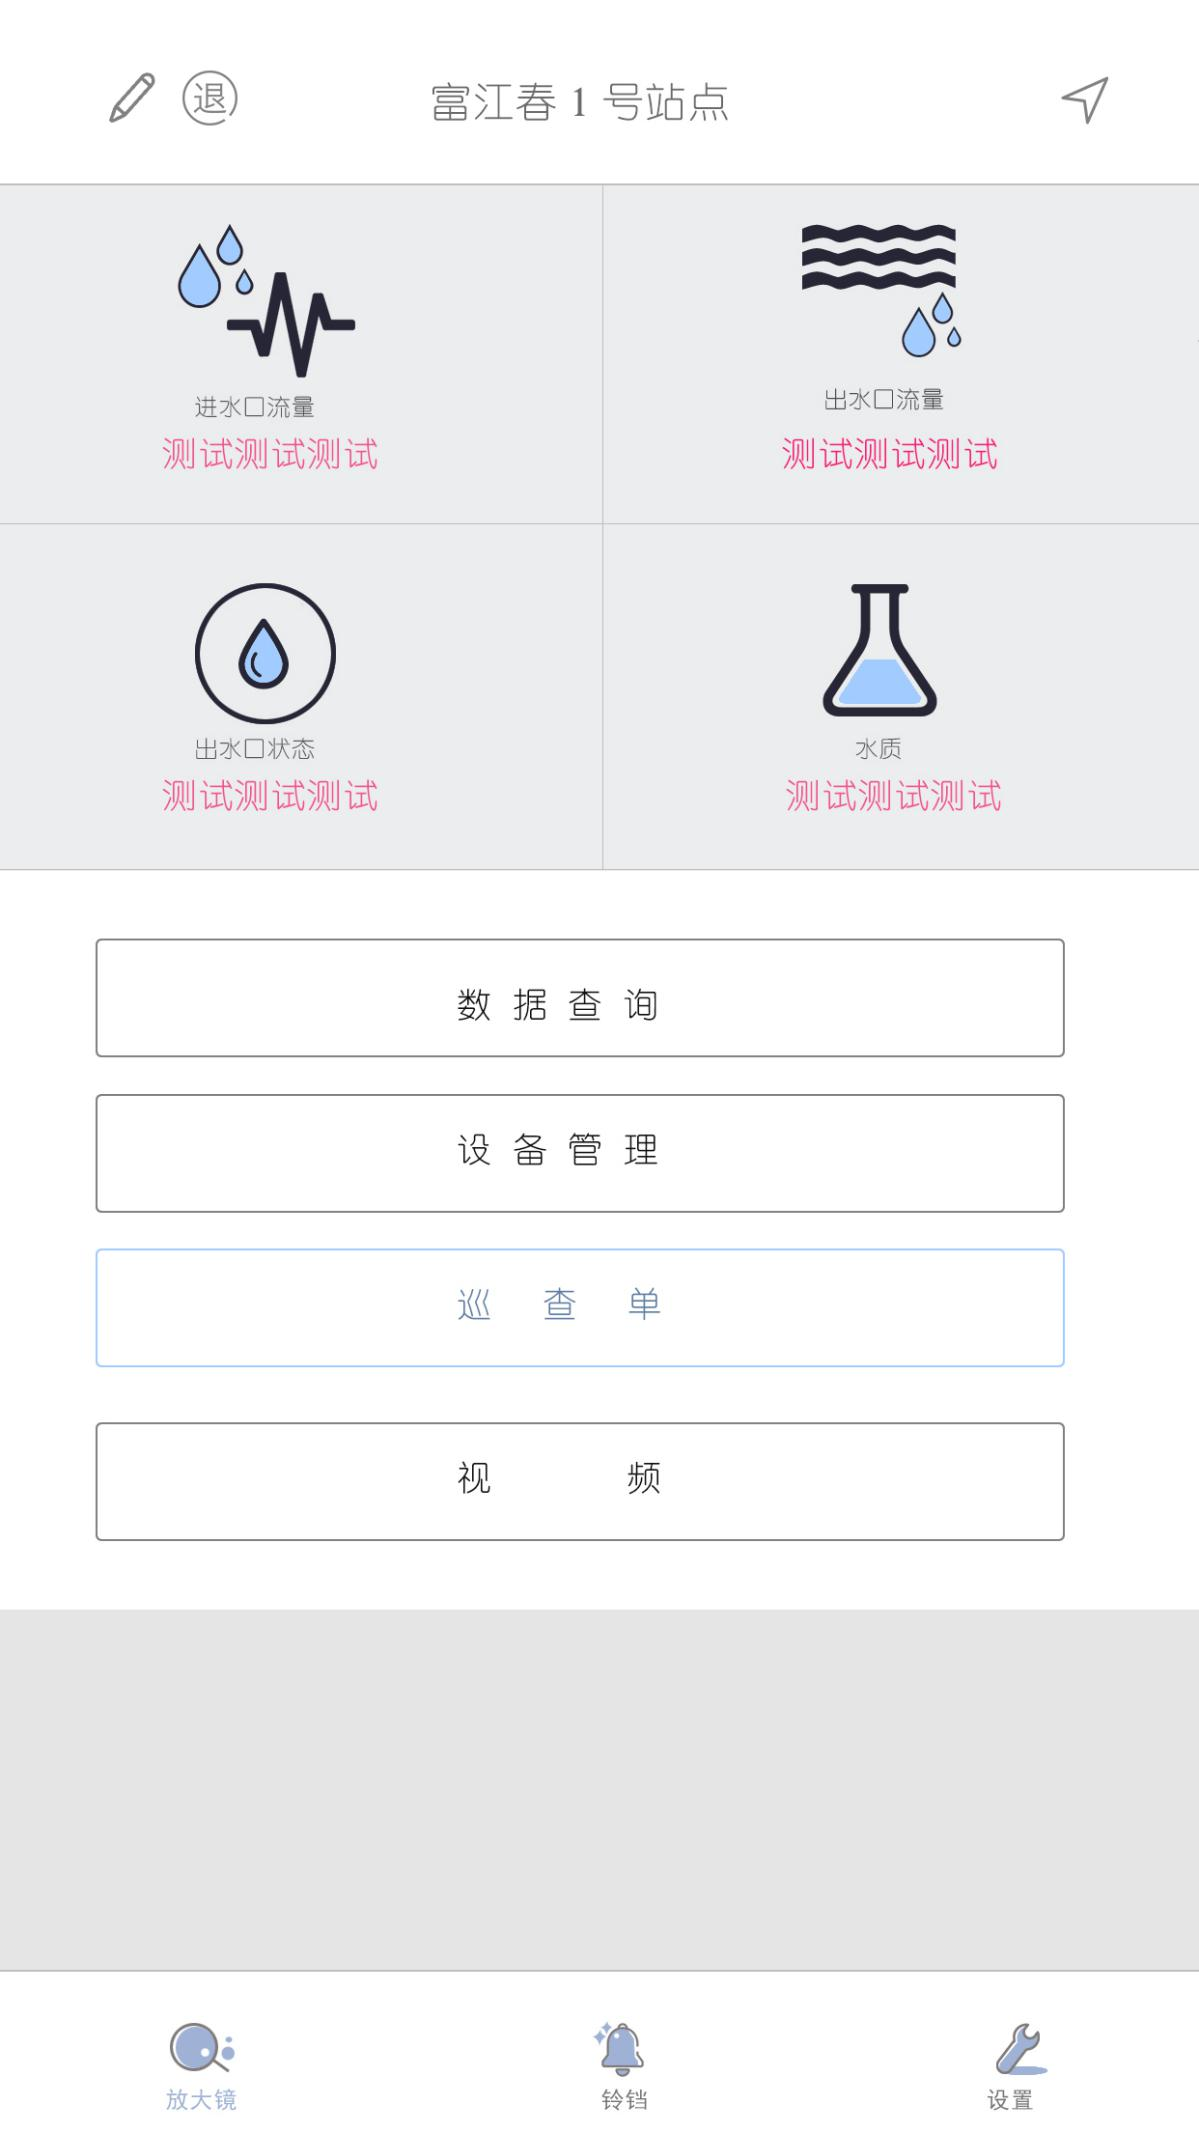 退
富江春 1 号站点
进水口流量
测试测试测试
出水口流量
测试测试测试
出水口状态
测试测试测试
水质
测试测试测试
数 据 查 询
设 备 管 理
巡 查 单
视 频
放大镜
铃铛
设置